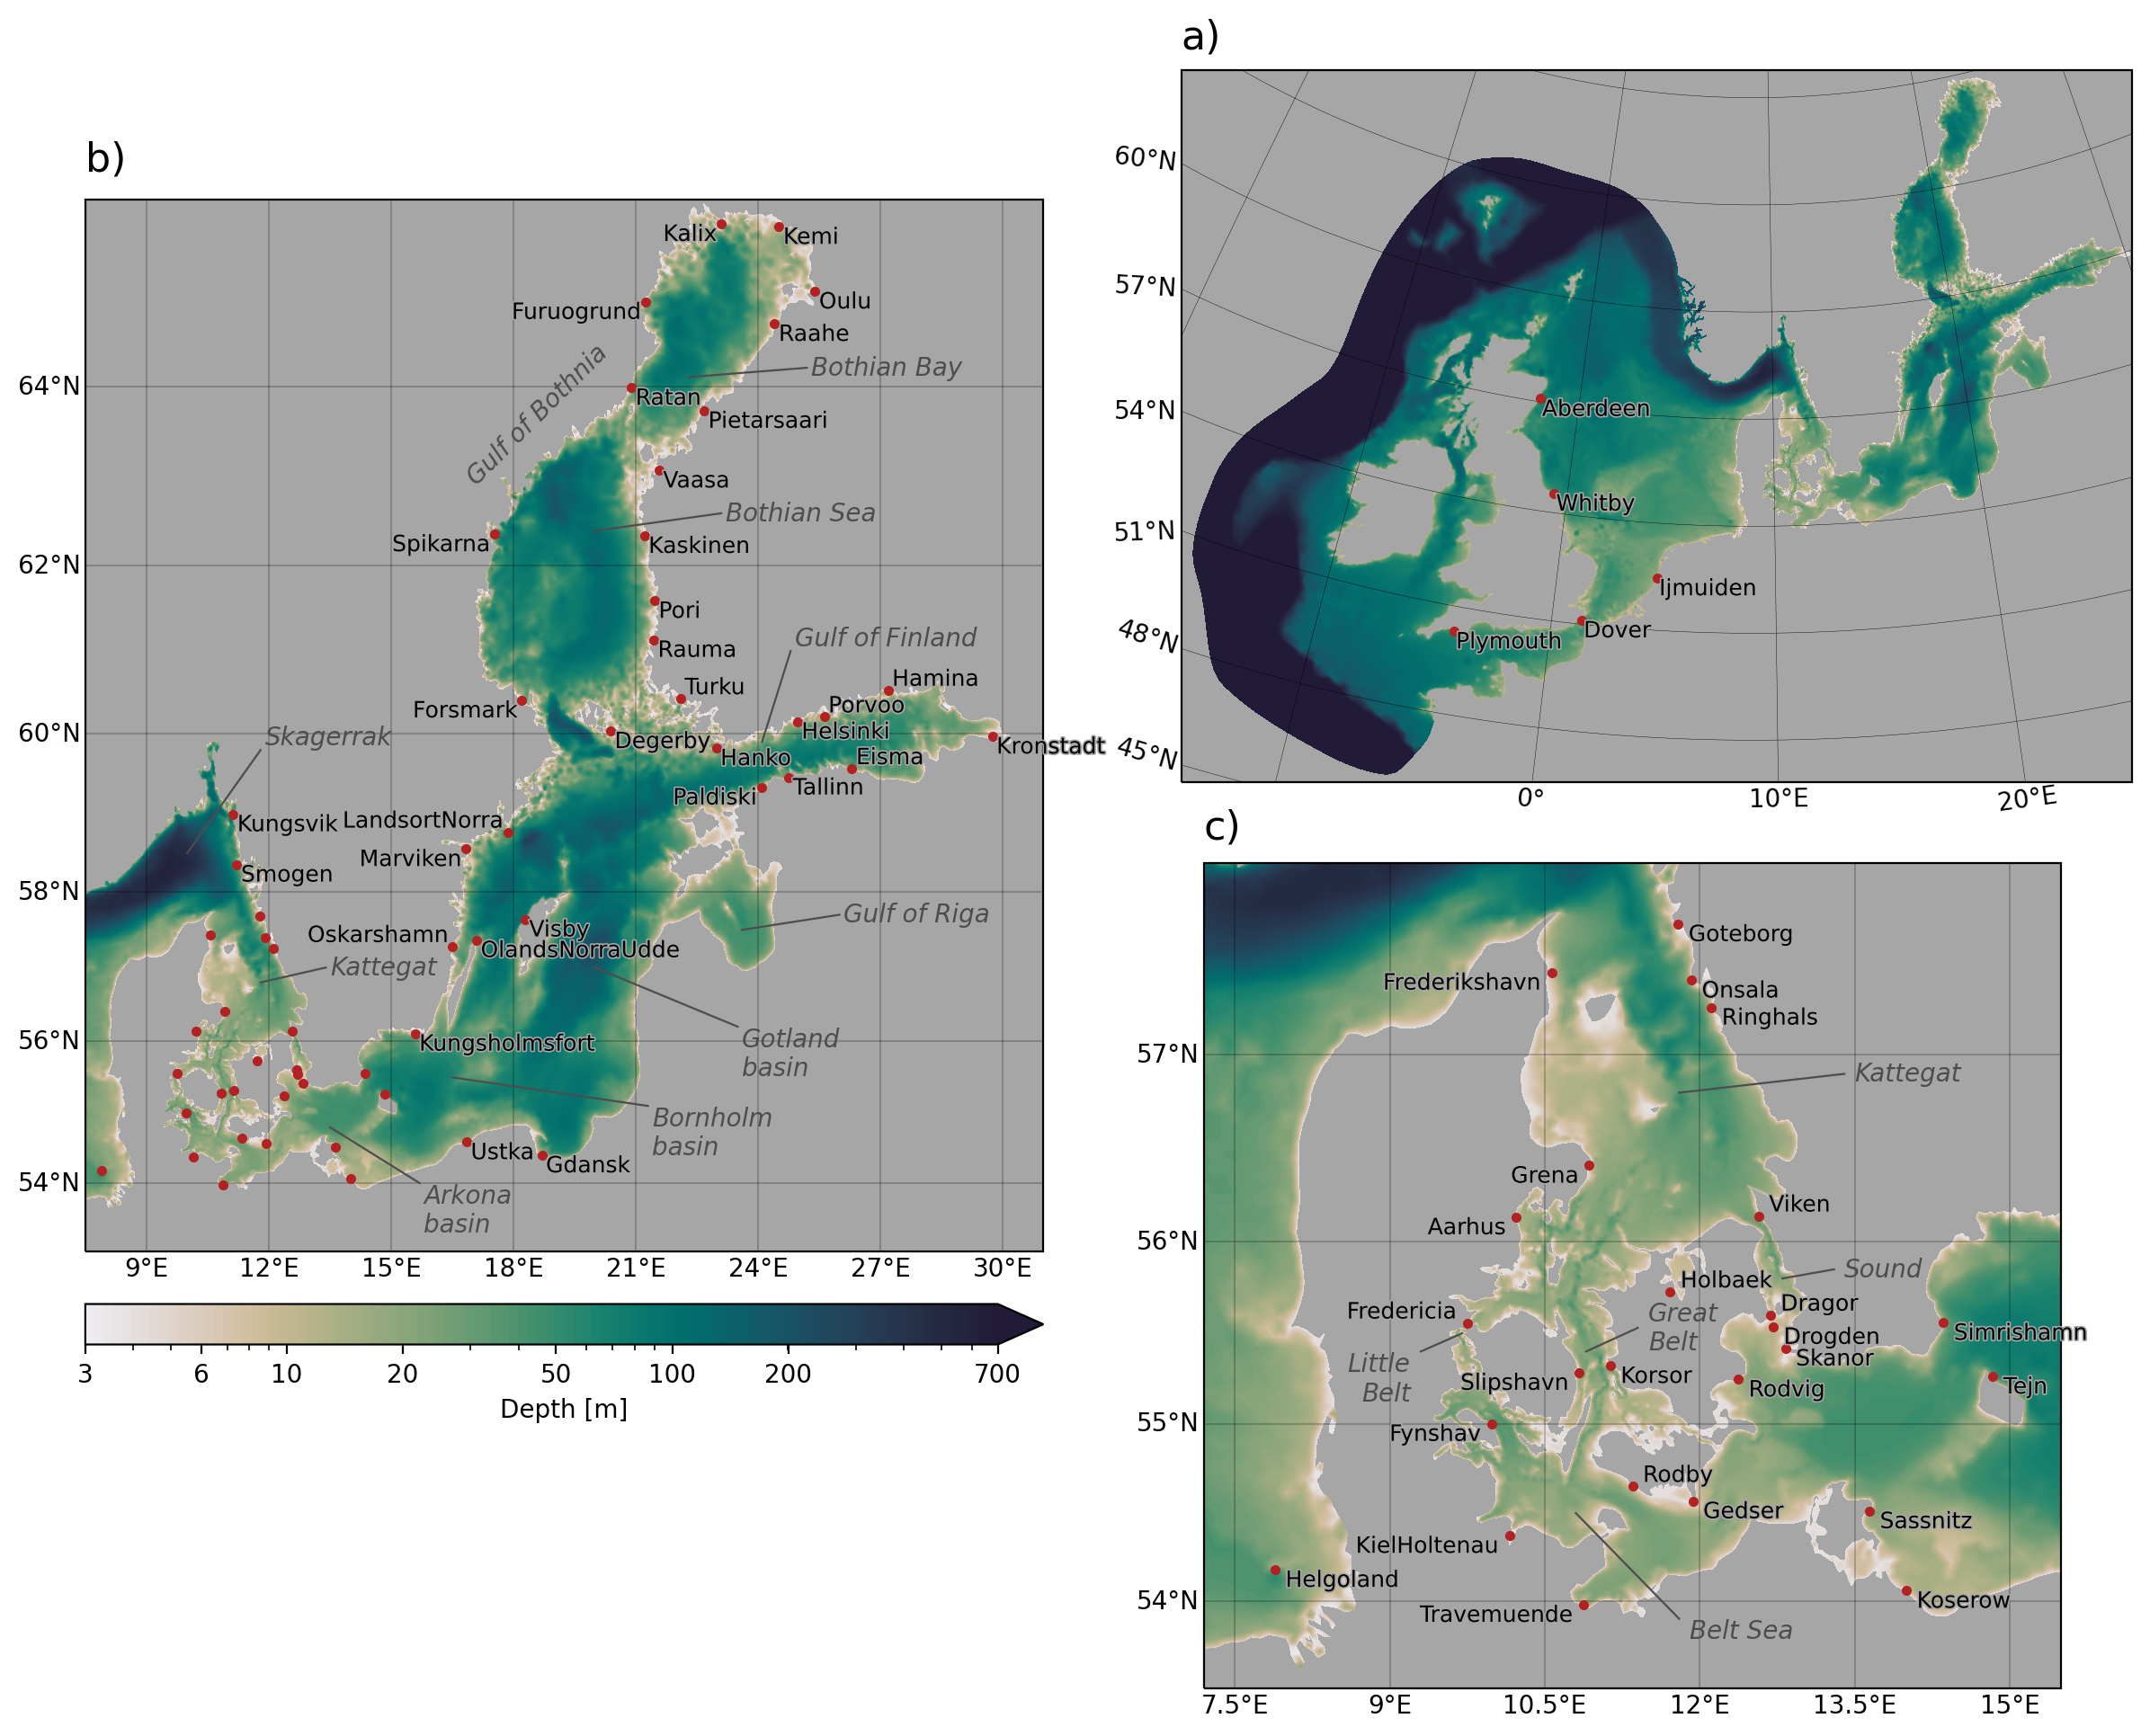 a)
60°N
57°N
54°N
51°N
48°N
45°N
0°
10°E
20°E
Aberdeen
Whitby
Ijmuiden
Dover
Plymouth
b)
64°N
62°N
60°N
58°N
56°N
54°N
9°E
12°E
15°E
18°E
21°E
24°E
27°E
30°E
Kalix
Kemi
Furuogrund
Oulu
Raahe
Bothian Bay
Gulf of Bothnia
Ratan
Pietarsaari
Vaasa
Bothian Sea
Spikarna
Kaskinen
Pori
Rauma
Gulf of Finland
Turku
Hamina
Forsmark
Porvoo
Degerby
Helsinki
Skagerrak
Hanko
Eisma
Kronstadt
Paldiski
Tallinn
Kungsvik
LandsortNorra
Marviken
Smogen
Gulf of Riga
Oskarshamn
Visby
OlandsNorraUdde
Kattegat
Kungsholmsfort
Gotland
basin
Bornholm
basin
Ustka
Gdansk
Arkona
basin
3
6
10
20
50
100
200
700
Depth [m]
c)
57°N
56°N
55°N
54°N
7.5°E
9°E
10.5°E
12°E
13.5°E
15°E
Goteborg
Frederikshavn
Onsala
Ringhals
Kattegat
Grena
Viken
Aarhus
Sound
Holbaek
Dragor
Fredericia
Great
Belt
Drogden
Simrishamn
Skanor
Little
Belt
Slipshavn
Korsor
Rodvig
Tejn
Fynshav
Rodby
Gedser
Sassnitz
KielHoltenau
Helgoland
Koserow
Travemuende
Belt Sea